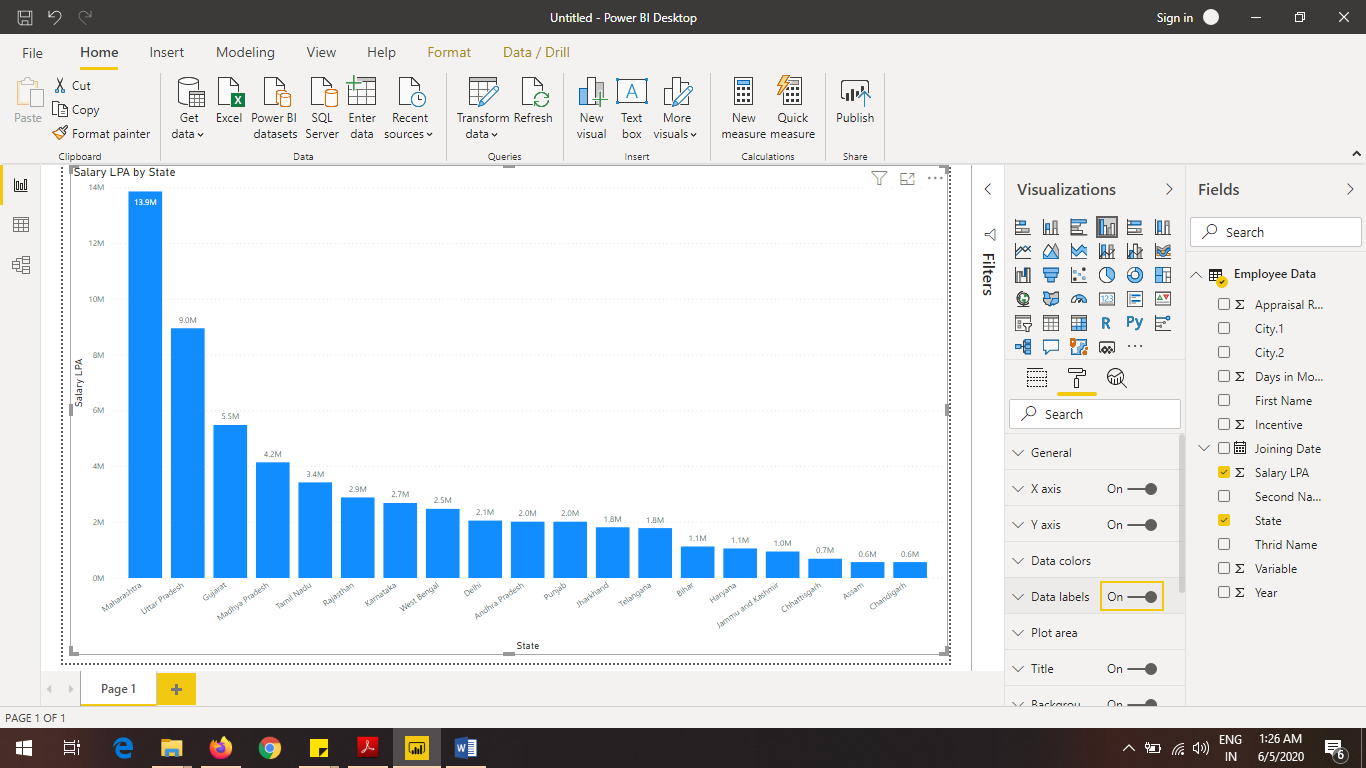 Untitled - Power BI Desktop
Sign in
File Home Insert Modeling View Help Format Data / Drill
Paste
Cut
Copy
Format painter
Clipboard
Get data
Excel
Power BI datasets
SQL Server
Enter data
Recent sources
Data
Transform data
Refresh
Queries
New visual
Text box
More visuals
Insert
New measure
Quick measure
Calculations
Publish
Share
Salary LPA by State
14M
12M
10M
8M
6M
4M
2M
0M
Salary LPA
13.9M
9.0M
5.5M
4.2M
3.4M
2.9M
2.7M
2.5M
2.1M
2.0M
2.0M
1.8M
1.8M
1.1M
1.1M
1.0M
0.7M
0.6M
0.6M
Maharashtra
Uttar Pradesh
Gujarat
Madhya Pradesh
Tamil Nadu
Rajasthan
Karnataka
West Bengal
Delhi
Andhra Pradesh
Punjab
Jharkhand
Telangana
Bihar
Haryana
Jammu and Kashmir
Chhattisgarh
Assam
Chandigarh
State
Filters
Visualizations
123
R
Py
Search
General
X axis On
Y axis On
Data colors
Data labels On
Plot area
Title On
Backgrou On
Fields
Search
Employee Data
Appraisal R...
City.1
City.2
Days in Mo...
First Name
Incentive
Joining Date
Salary LPA
Second Na...
State
Thrid Name
Variable
Year
Page 1
PAGE 1 OF 1
ENG
IN
1:26 AM
6/5/2020
6